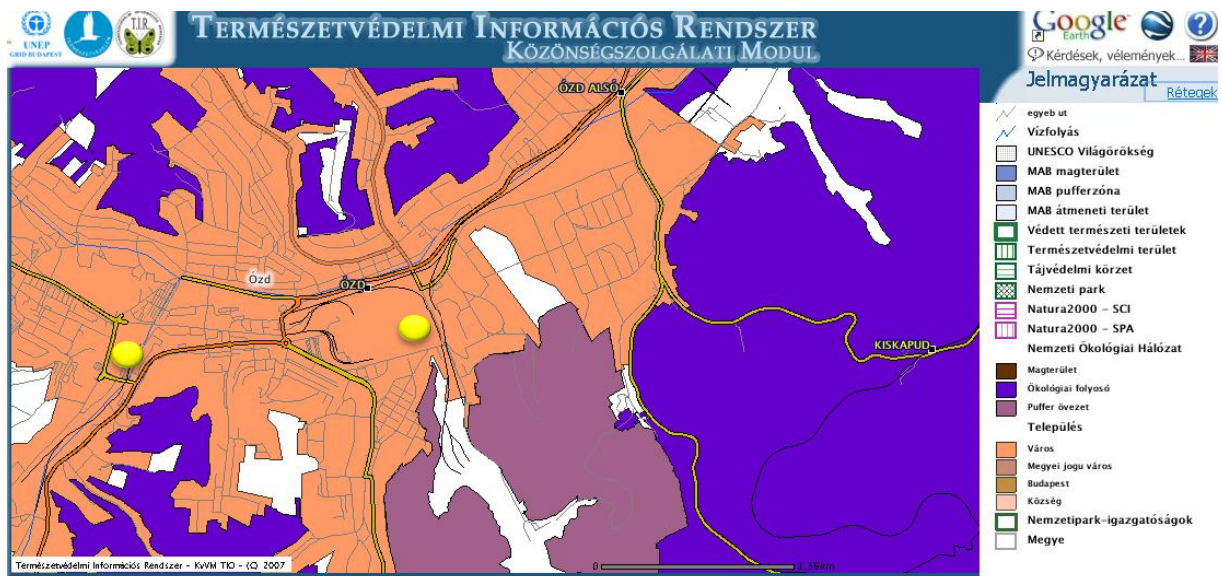 UNEP
GRID BUDAPEST
T.I.R.
TERMÉSZETVÉDELMI INFORMÁCIÓS RENDSZER
KÖZÖNSÉGSZOLGÁLATI MODUL
Google
Earth
?
Kérdések, vélemények...
Jelmagyarázat
Rétegek
egyeb ut
Vízfolyás
UNESCO Világörökség
MAB magterület
MAB pufferzóna
MAB átmeneti terület
Védett természeti területek
Természetvédelmi terület
Tájvédelmi körzet
Nemzeti park
Natura2000 - SCI
Natura2000 - SPA
Nemzeti Ökológiai Hálózat
Magterület
Ökológiai folyosó
Puffer övezet
Település
Város
Megyei jogu város
Budapest
Község
Nemzetipark-igazgatóságok
Megye
ÓZD ALSÓ
Ózd
ÓZD
KISKAPUD
Természetvédelmi Információs Rendszer - KvVM TIO - (C) 2007
0
1.36km